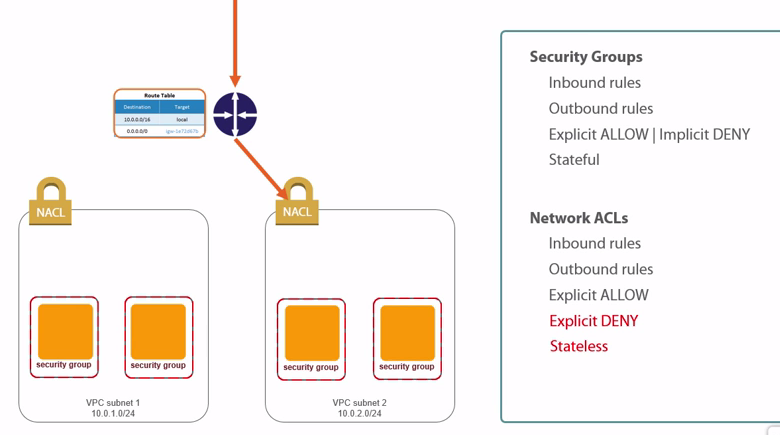 Route Table
Destination Target
10.0.0.0/16 local
0.0.0.0/0
NACL
NACL
security group
security group
security group
security group
VPC subnet 1
10.0.1.0/24
VPC subnet 2
10.0.2.0/24
Security Groups
Inbound rules
Outbound rules
Explicit ALLOW | Implicit DENY
Stateful
Network ACLs
Inbound rules
Outbound rules
Explicit ALLOW
Explicit DENY
Stateless